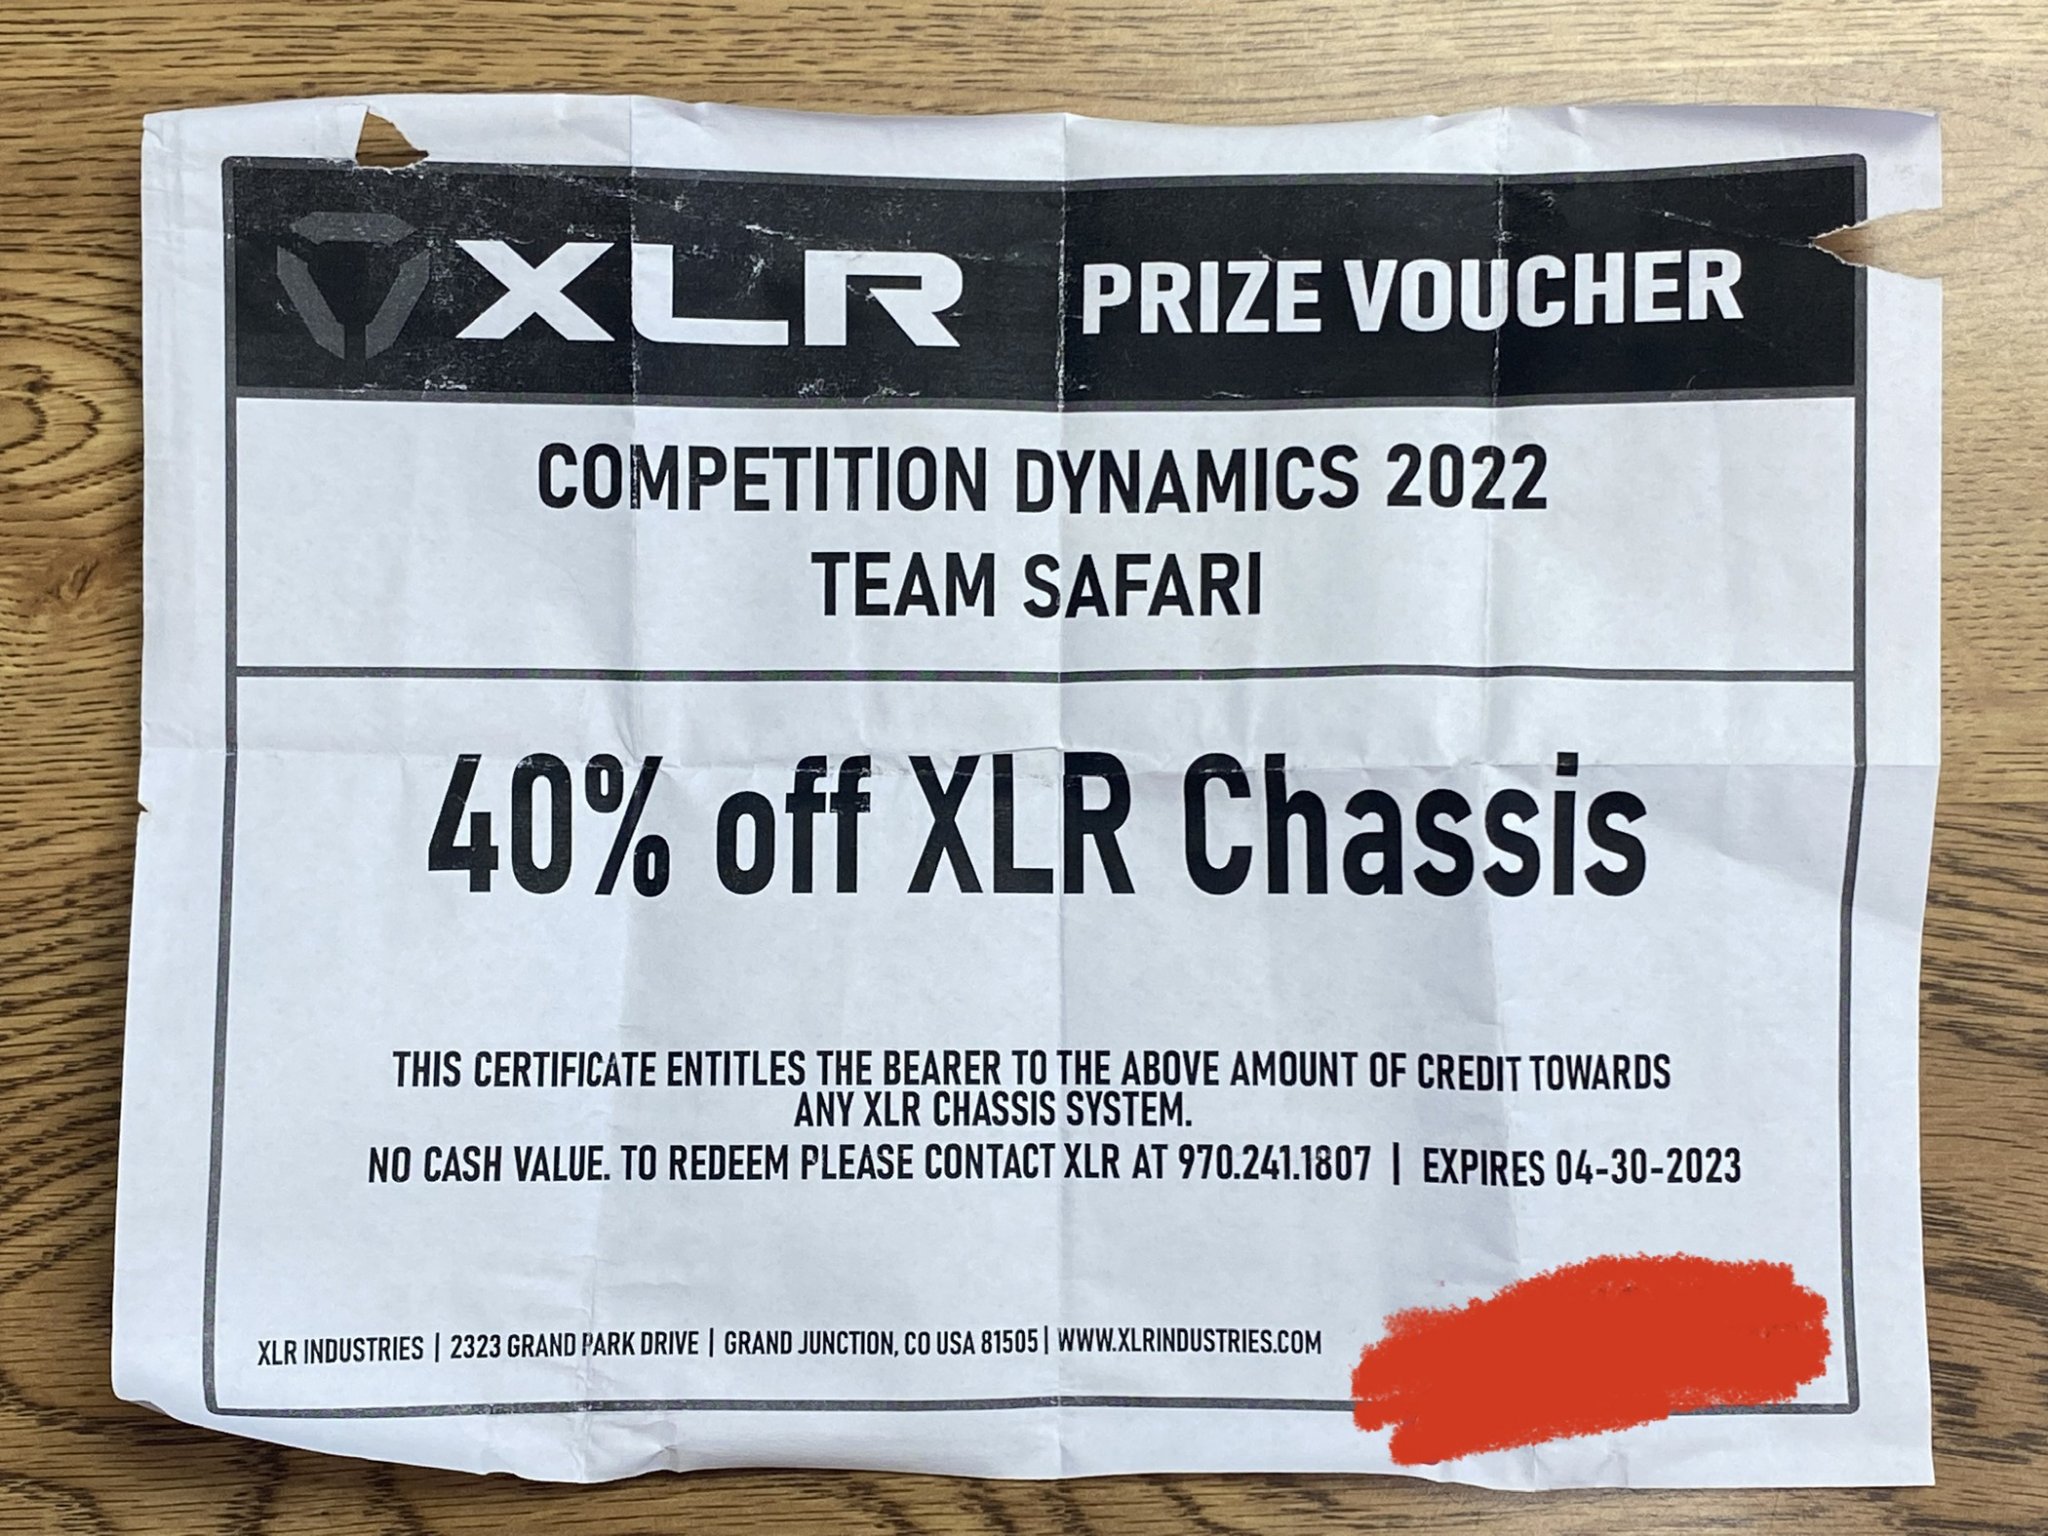 XLR PRIZE VOUCHER
COMPETITION DYNAMICS 2022
TEAM SAFARI
40% off XLR Chassis
THIS CERTIFICATE ENTITLES THE BEARER TO THE ABOVE AMOUNT OF CREDIT TOWARDS
ANY XLR CHASSIS SYSTEM.
NO CASH VALUE. TO REDEEM PLEASE CONTACT XLR AT 970.241.1807 | EXPIRES 04-30-2023
XLR INDUSTRIES | 2323 GRAND PARK DRIVE | GRAND JUNCTION, CO USA 81505 | WWW.XLRINDUSTRIES.COM